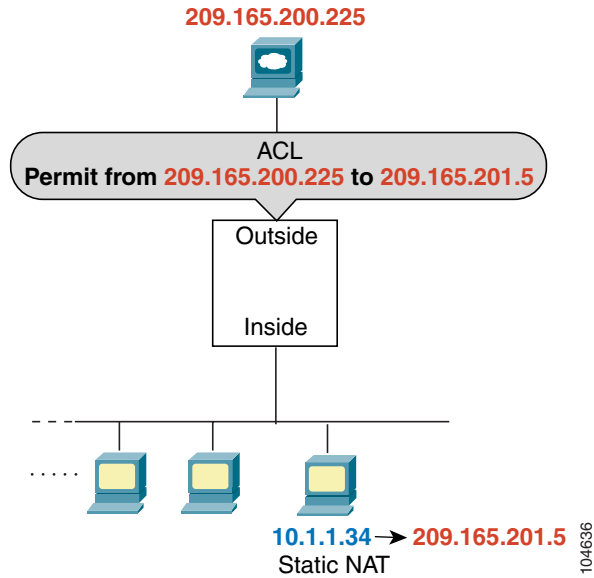 209.165.200.225
ACL
Permit from 209.165.200.225 to 209.165.201.5
Outside
Inside
10.1.1.34 → 209.165.201.5
Static NAT
104636